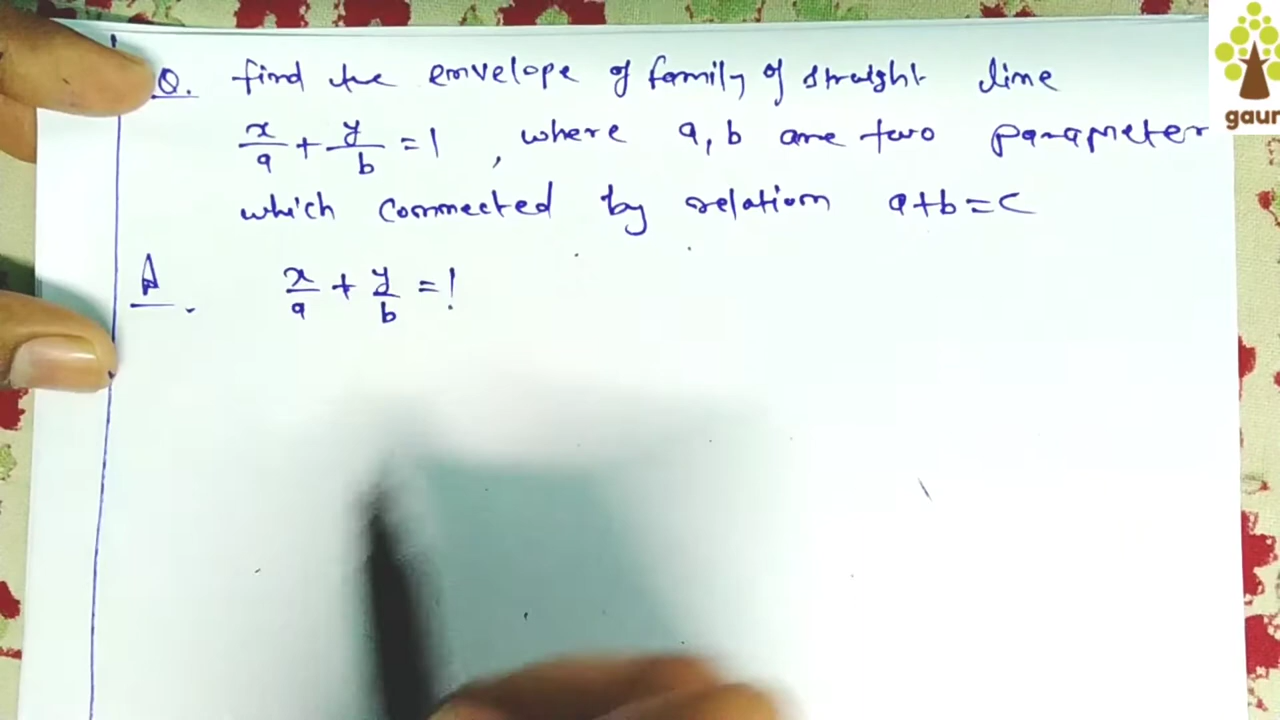 Q. find the envelope of family of straight line
x/a + y/b = 1 , where a, b are two parameter
which connected by relation a+b=c
A. x/a + y/b = 1
gaur